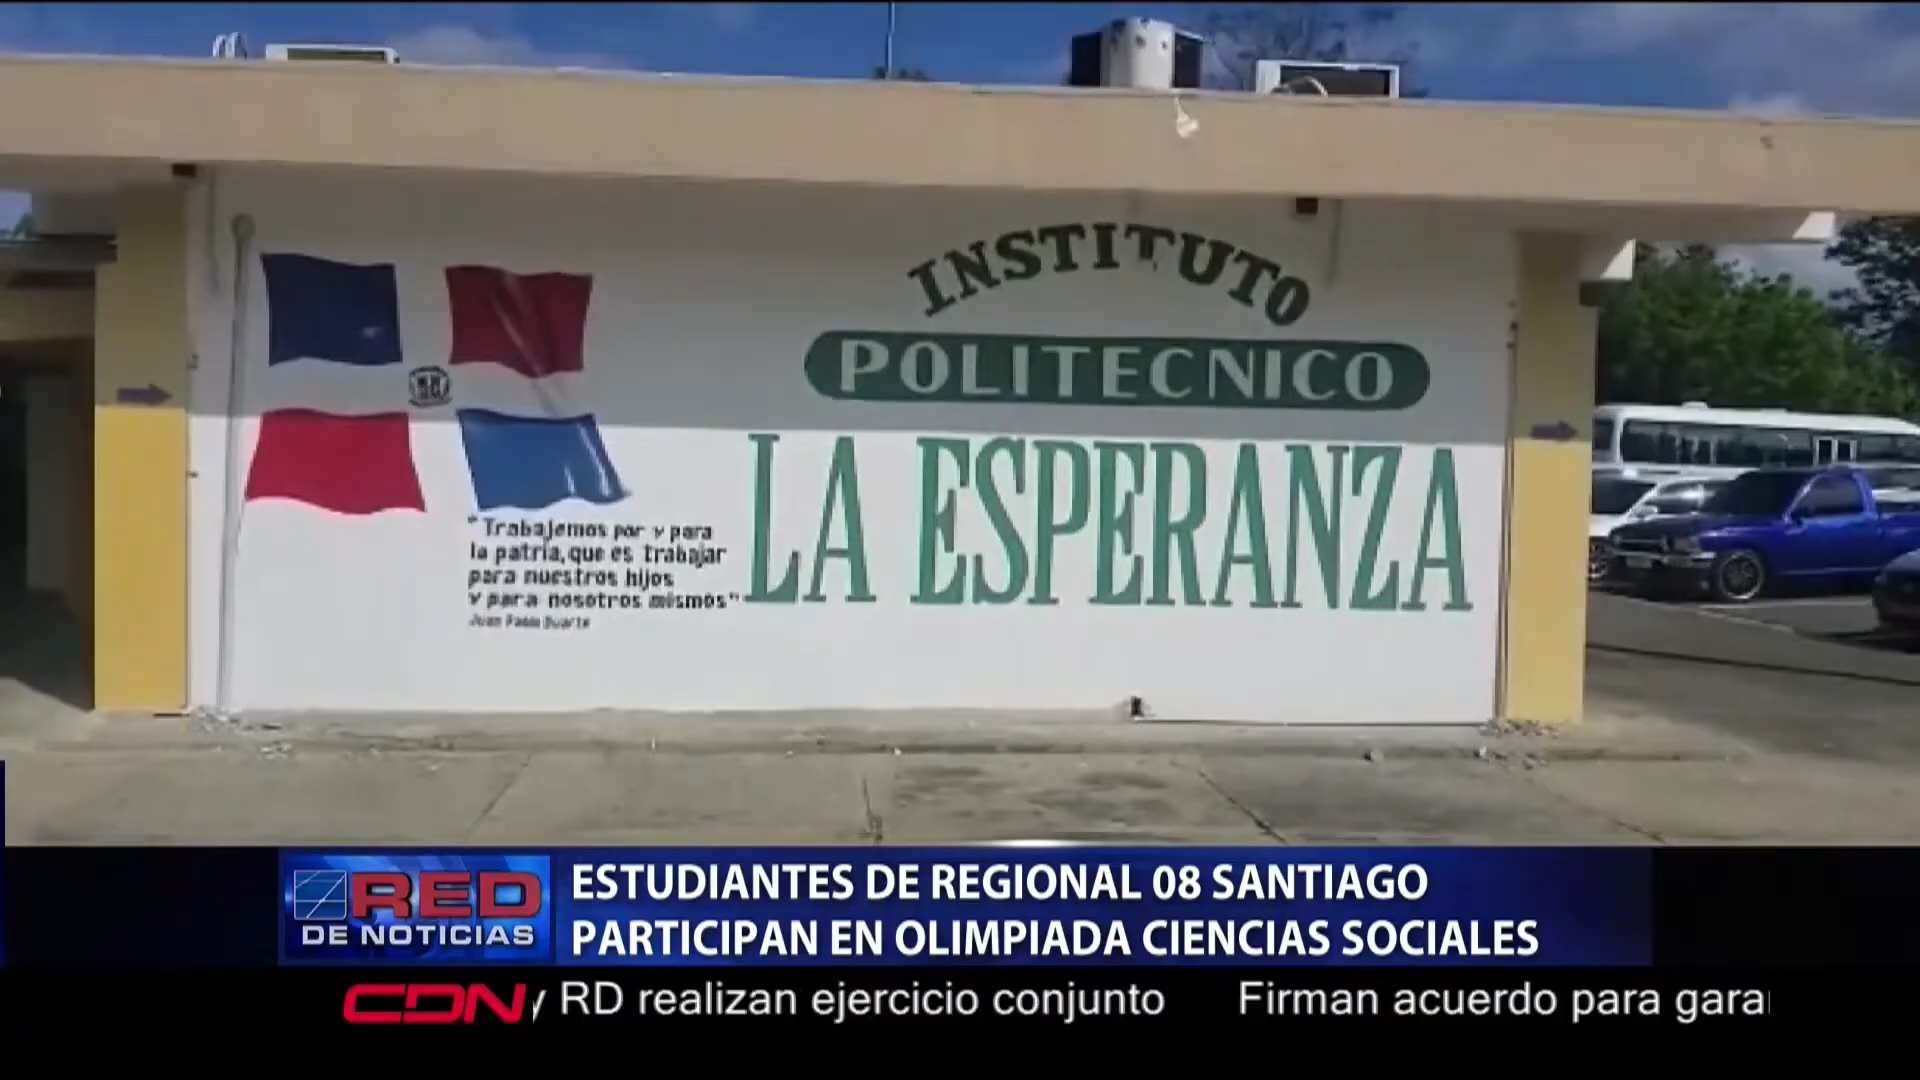 INSTITUTO
POLITECNICO
LA ESPERANZA
"Trabajemos por y para
la patria, que es trabajar
para nuestros hijos
y para nosotros mismos"
Juan Pablo Duarte
RED
DE NOTICIAS
ESTUDIANTES DE REGIONAL 08 SANTIAGO
PARTICIPAN EN OLIMPIADA CIENCIAS SOCIALES
CDN
y RD realizan ejercicio conjunto Firman acuerdo para gara